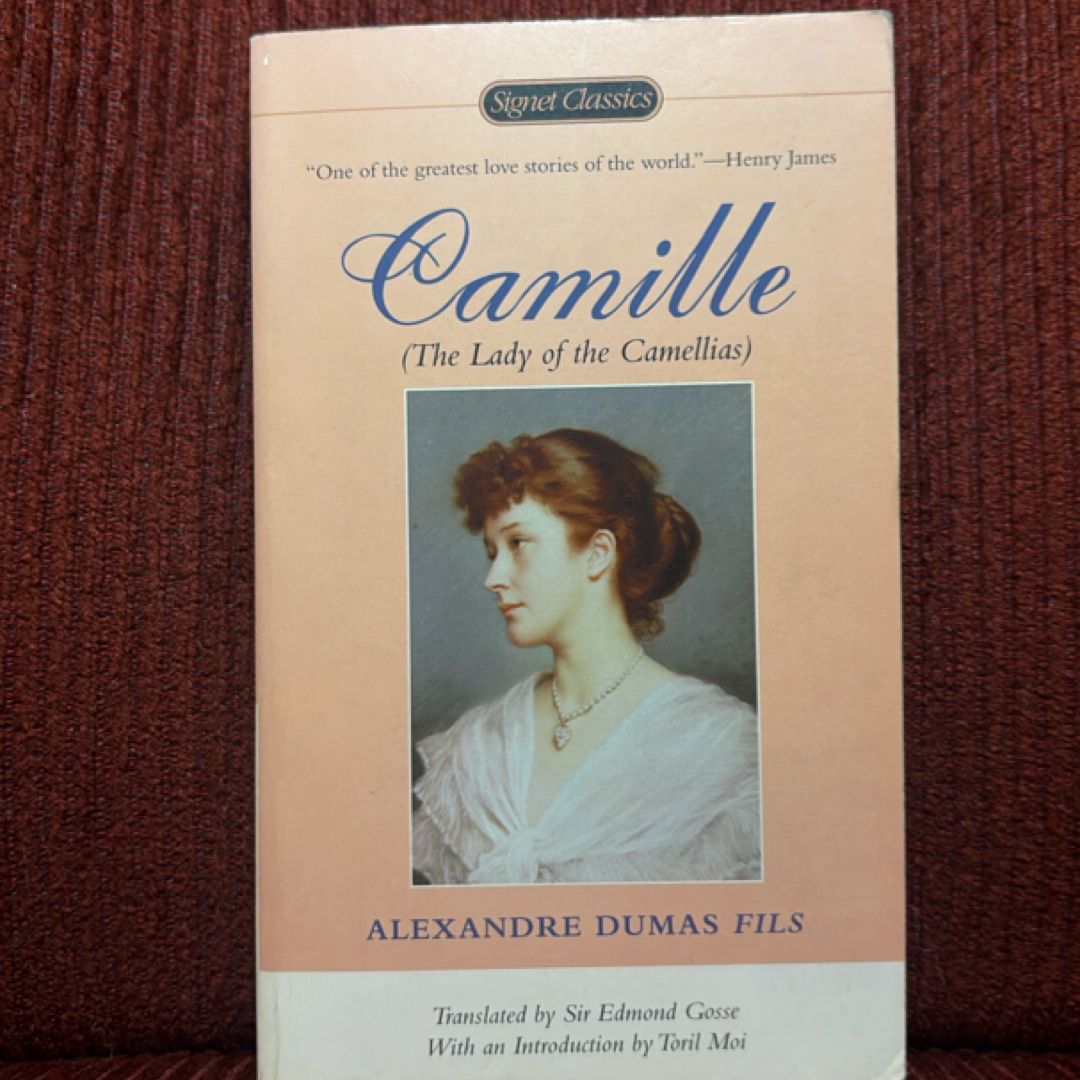 Signet Classics
“One of the greatest love stories of the world.”—Henry James
Camille
(The Lady of the Camellias)
ALEXANDRE DUMAS FILS
Translated by Sir Edmond Gosse
With an Introduction by Toril Moi